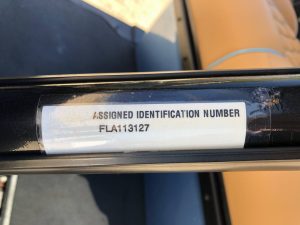 ASSIGNED IDENTIFICATION NUMBER
FLA113127